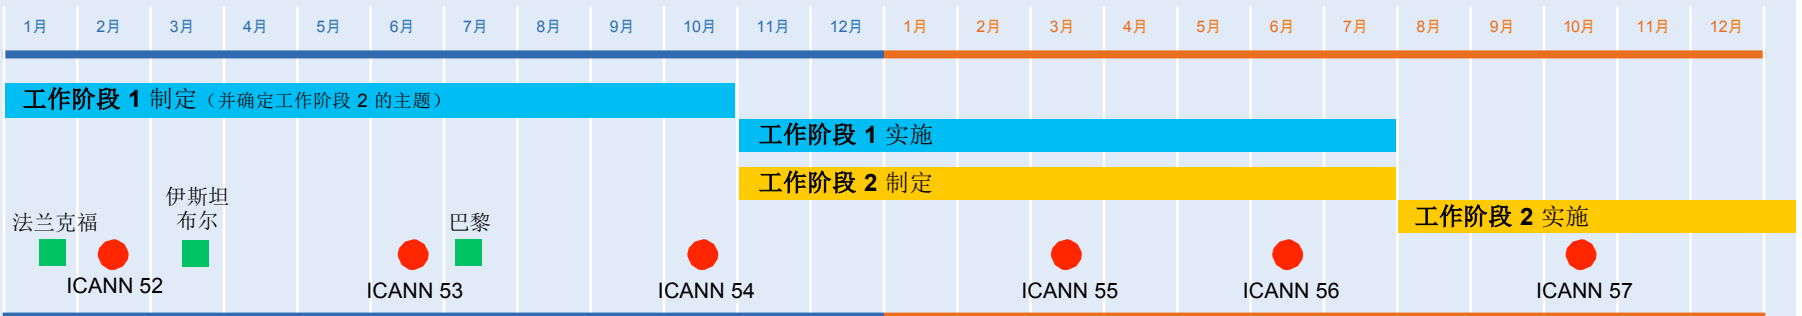 1月 2月 3月 4月 5月 6月 7月 8月 9月 10月 11月 12月 1月 2月 3月 4月 5月 6月 7月 8月 9月 10月 11月 12月
工作阶段 1 制定（并确定工作阶段 2 的主题）
工作阶段 1 实施
工作阶段 2 制定
工作阶段 2 实施
法兰克福
伊斯坦
布尔
巴黎
ICANN 52
ICANN 53
ICANN 54
ICANN 55
ICANN 56
ICANN 57